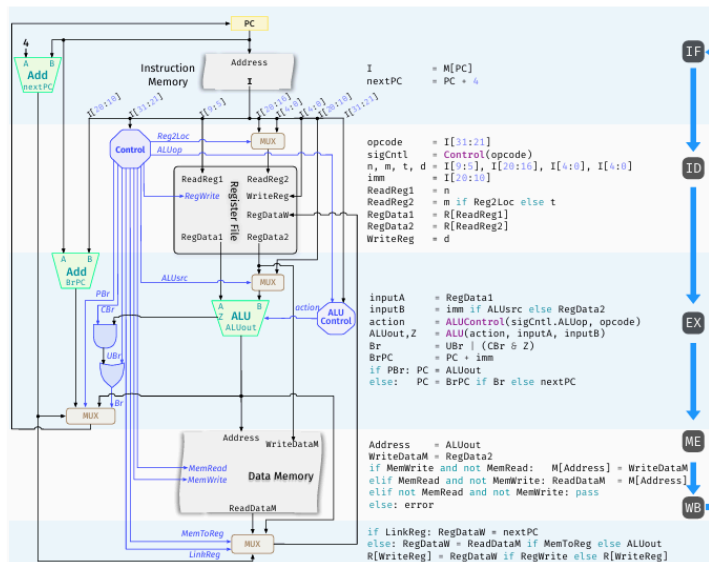 PC
4
A B
Add
nextPC
Instruction
Memory
Address
I
I[20:10]
I[31:21]
I[9:5]
I[20:16]
I[4:0]
I[4:0]
I[20:10]
I[31:21]
Control
Reg2Loc
ALUop
MUX
ReadReg1
ReadReg2
RegWrite
WriteReg
RegDataW
Register File
RegData1
RegData2
A B
Add
BrPC
ALUsrc
MUX
PBr
CBr
A B
Z
ALU
ALUout
action
ALU
Control
UBr
Br
MUX
Address
WriteDataM
MemRead
MemWrite
Data Memory
ReadDataM
MemToReg
LinkReg
MUX
I = M[PC]
nextPC = PC + 4
opcode = I[31:21]
sigCntl = Control(opcode)
n, m, t, d = I[9:5], I[20:16], I[4:0], I[4:0]
imm = I[20:10]
ReadReg1 = n
ReadReg2 = m if Reg2Loc else t
RegData1 = R[ReadReg1]
RegData2 = R[ReadReg2]
WriteReg = d
inputA = RegData1
inputB = imm if ALUsrc else RegData2
action = ALUControl(sigCntl.ALUop, opcode)
ALUout,Z = ALU(action, inputA, inputB)
Br = UBr | (CBr & Z)
BrPC = PC + imm
if PBr: PC = ALUout
else: PC = BrPC if Br else nextPC
Address = ALUout
WriteDataM = RegData2
if MemWrite and not MemRead: M[Address] = WriteDataM
elif MemRead and not MemWrite: ReadDataM = M[Address]
elif not MemRead and not MemWrite: pass
else: error
if LinkReg: RegDataW = nextPC
else: RegDataW = ReadDataM if MemToReg else ALUout
R[WriteReg] = RegDataW if RegWrite else R[WriteReg]
IF
ID
EX
ME
WB